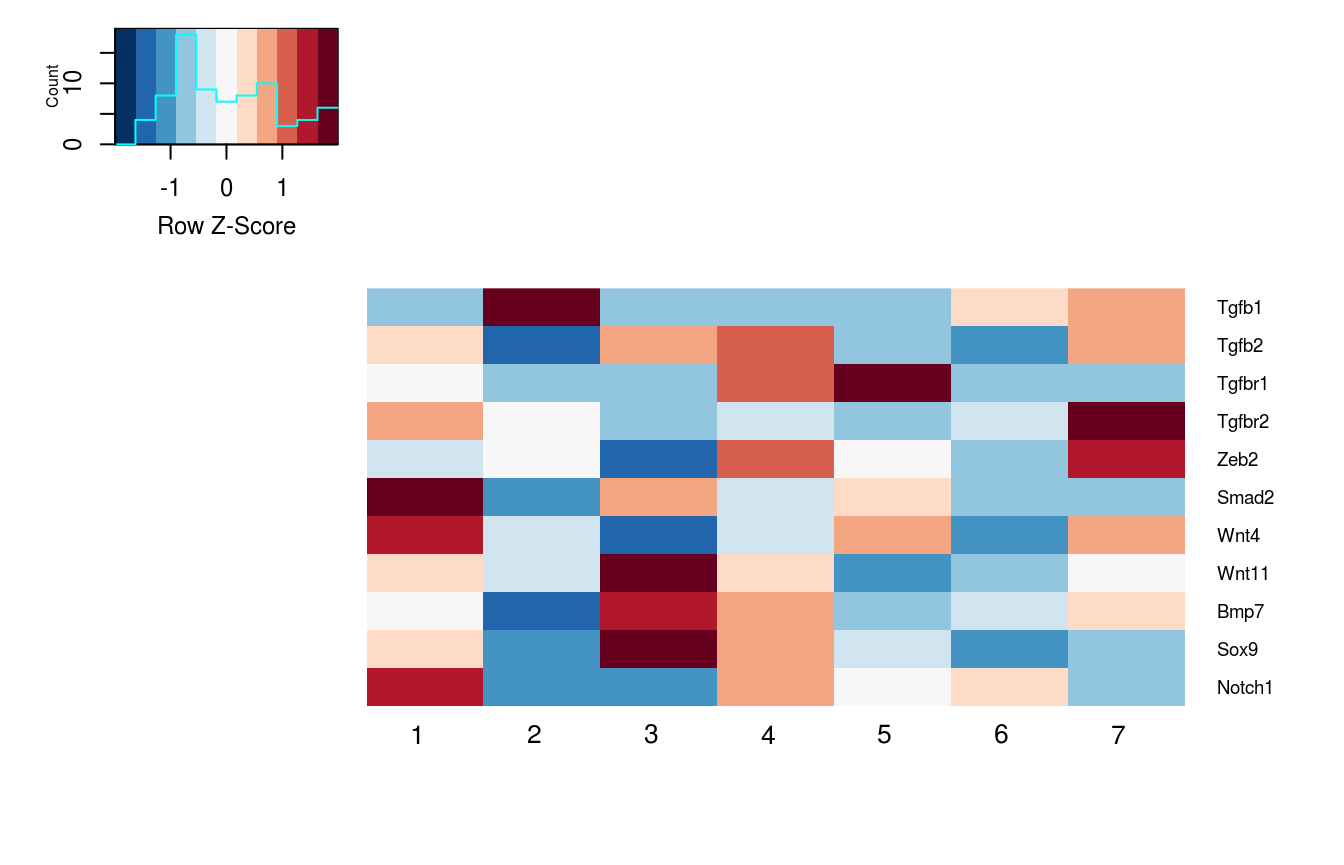 Count
0
10
-1 0 1
Row Z-Score
Tgfb1
Tgfb2
Tgfbr1
Tgfbr2
Zeb2
Smad2
Wnt4
Wnt11
Bmp7
Sox9
Notch1
1 2 3 4 5 6 7